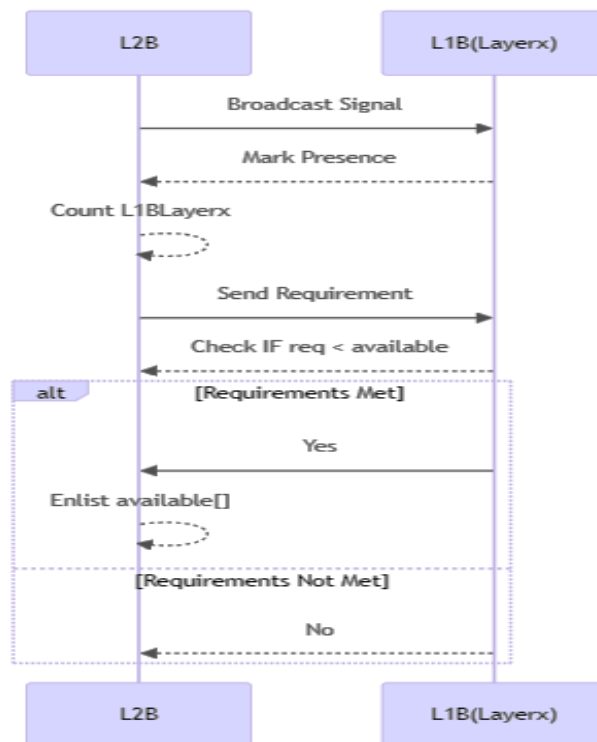 L2B
L1B(Layerx)
Broadcast Signal
Mark Presence
Count L1BLayerx
Send Requirement
Check IF req < available
alt
[Requirements Met]
Yes
Enlist available[]
[Requirements Not Met]
No
L2B
L1B(Layerx)